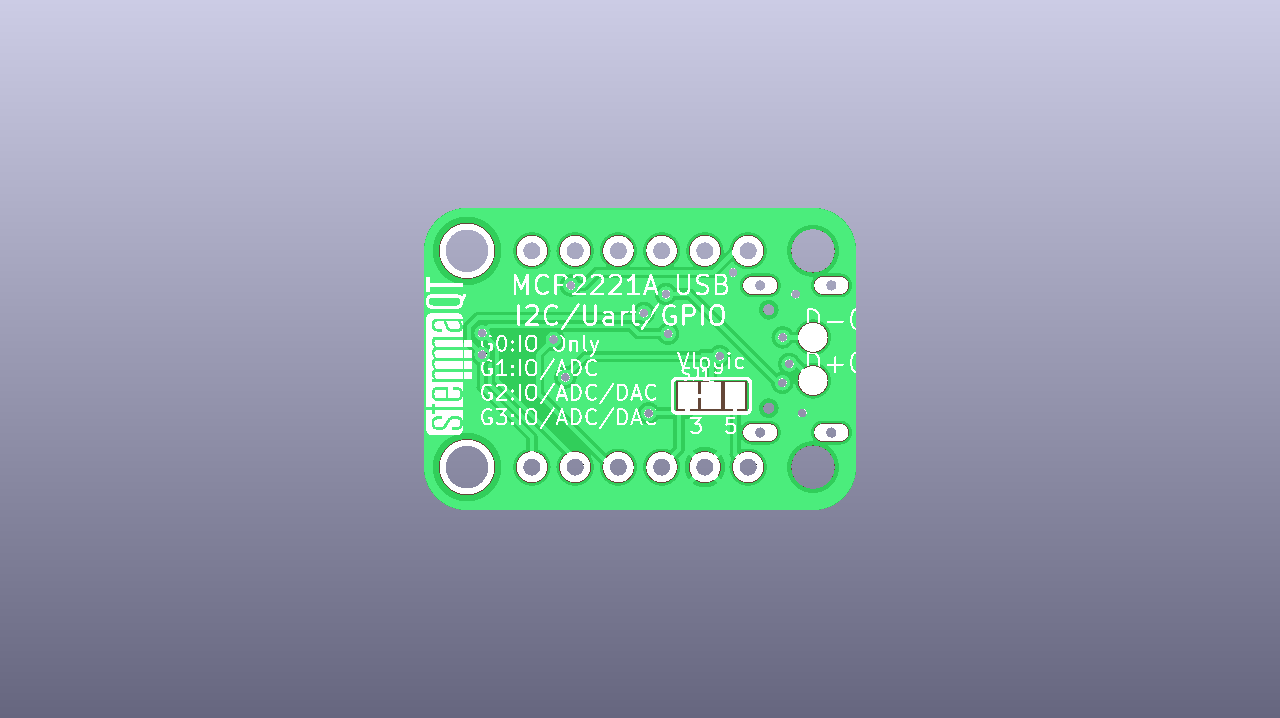 MCP2221A USB
I2C/Uart/GPIO
stemmaQT
G0:IO Only
G1:IO/ADC
G2:IO/ADC/DAC
G3:IO/ADC/DAC
Vlogic
3 5
D-
D+